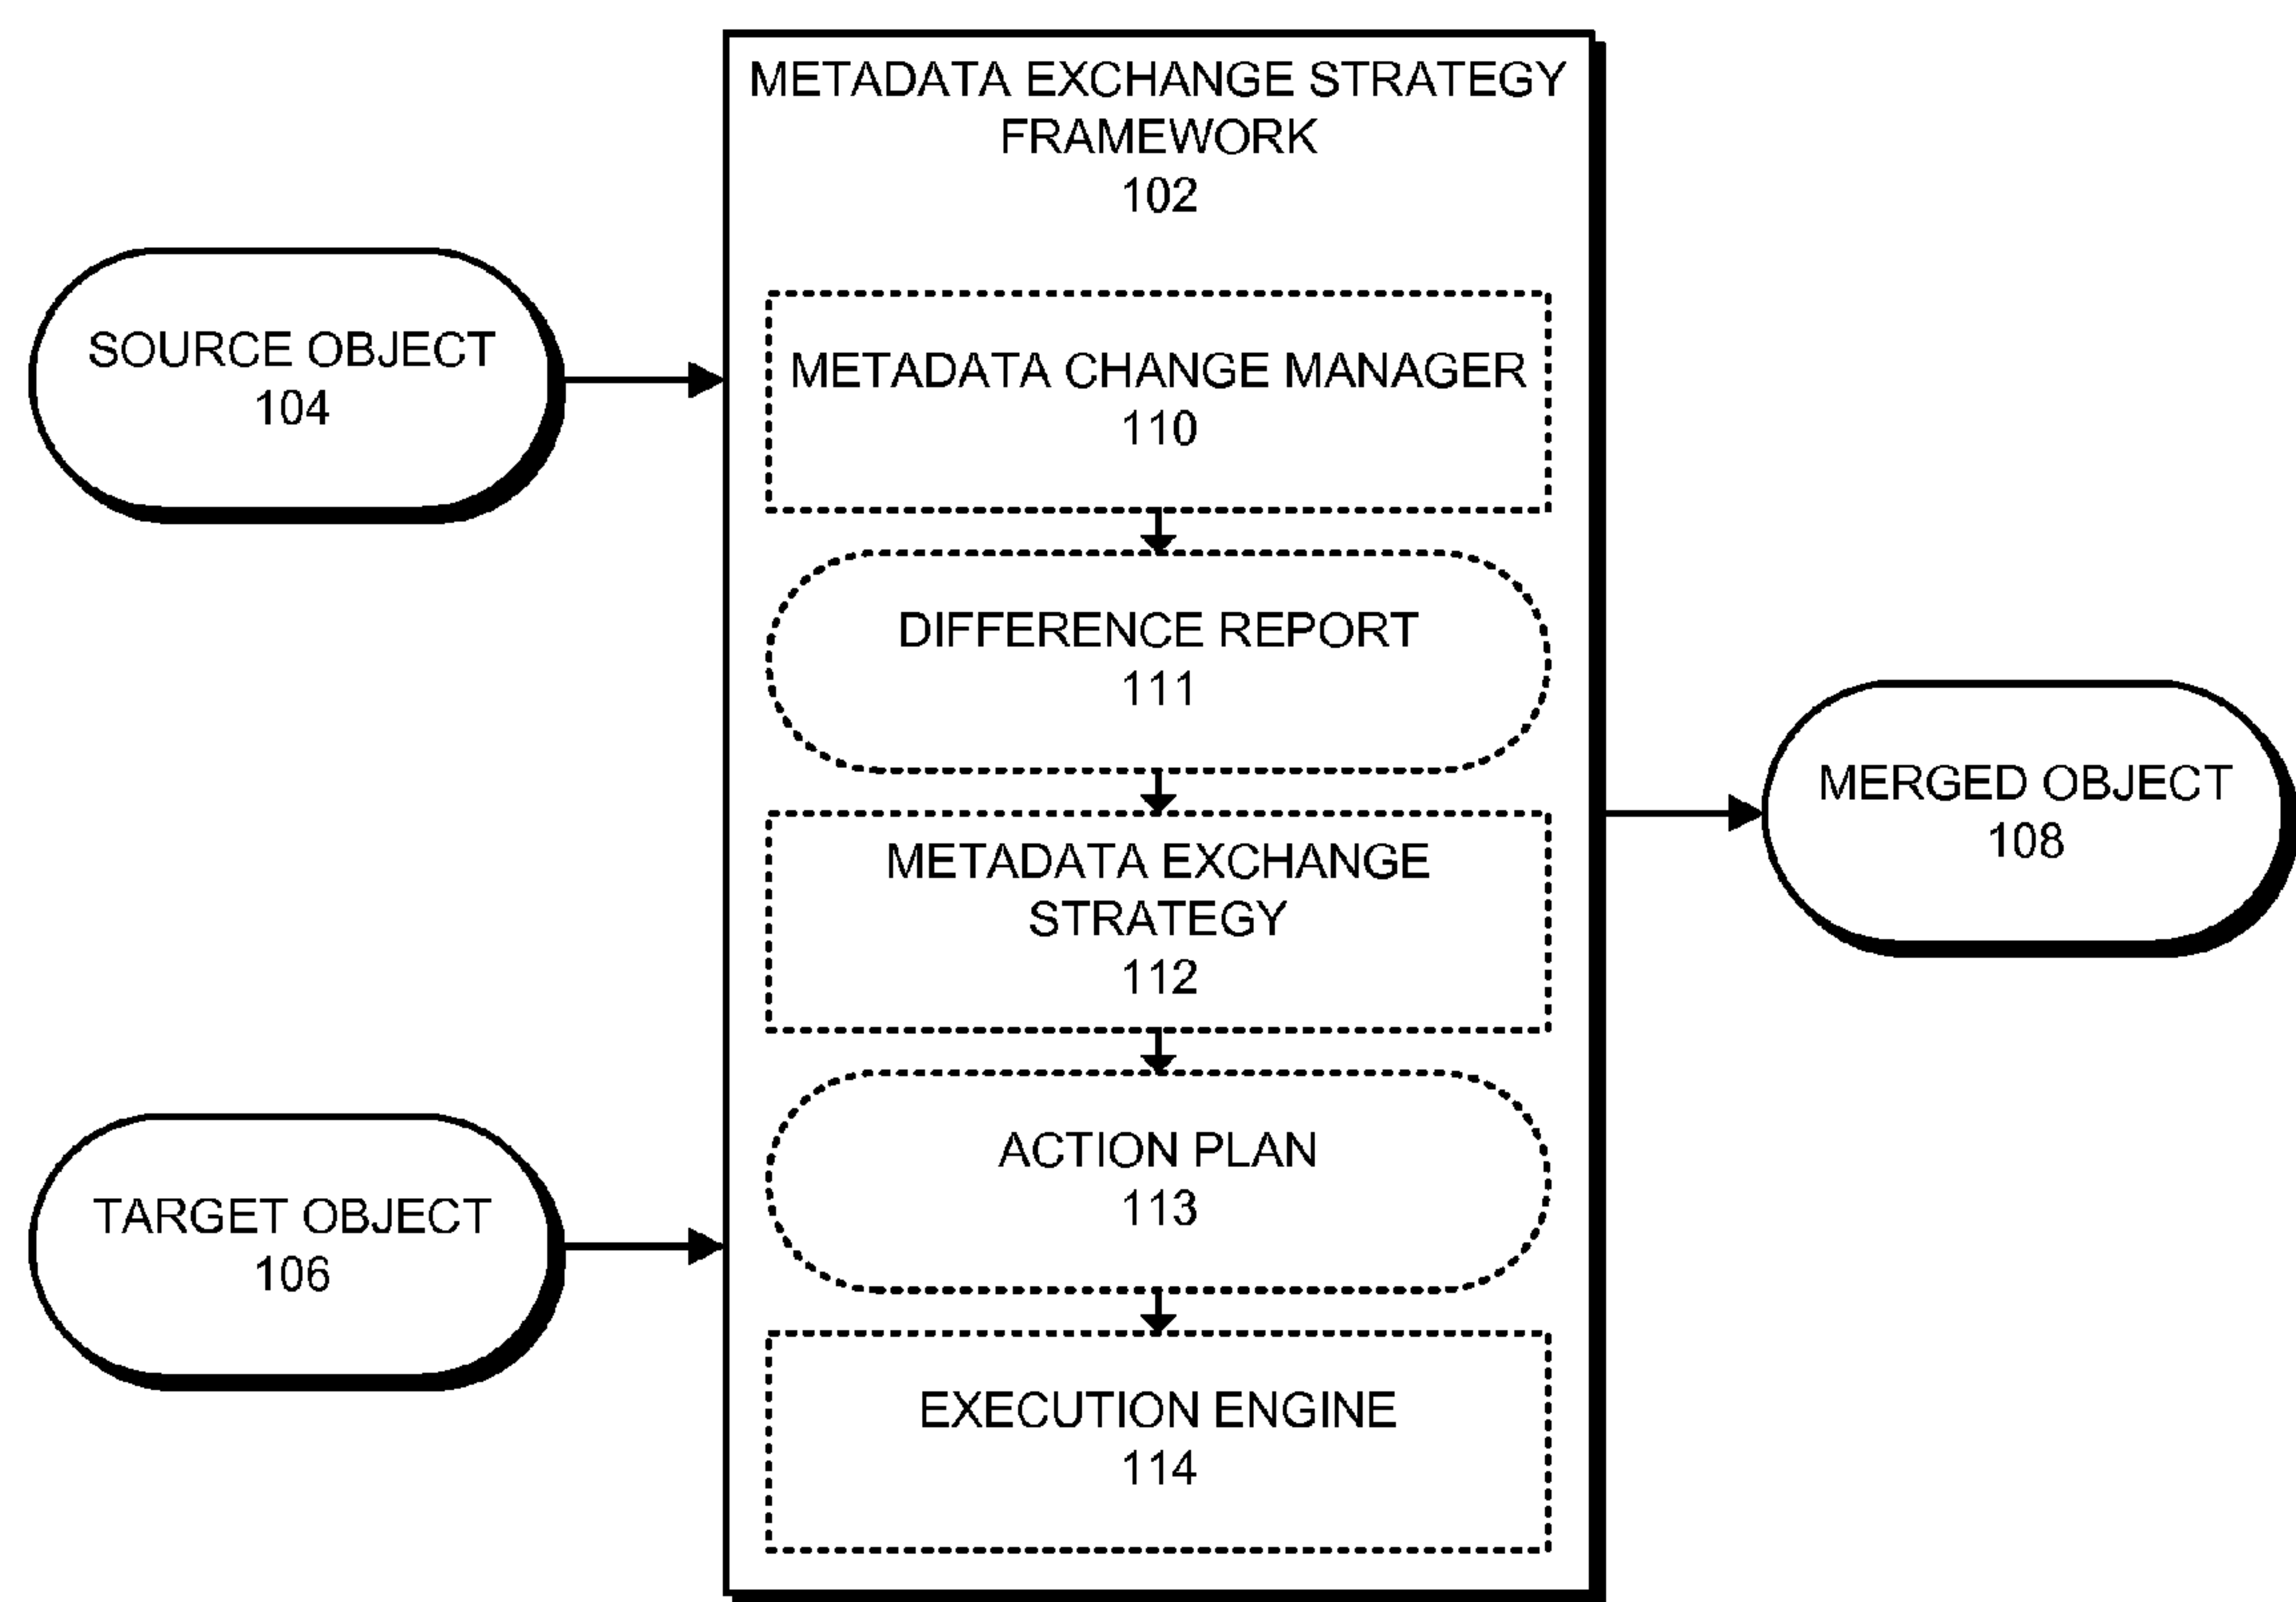 METADATA EXCHANGE STRATEGY
FRAMEWORK
102
SOURCE OBJECT
104
METADATA CHANGE MANAGER
110
DIFFERENCE REPORT
111
METADATA EXCHANGE
STRATEGY
112
MERGED OBJECT
108
TARGET OBJECT
106
ACTION PLAN
113
EXECUTION ENGINE
114